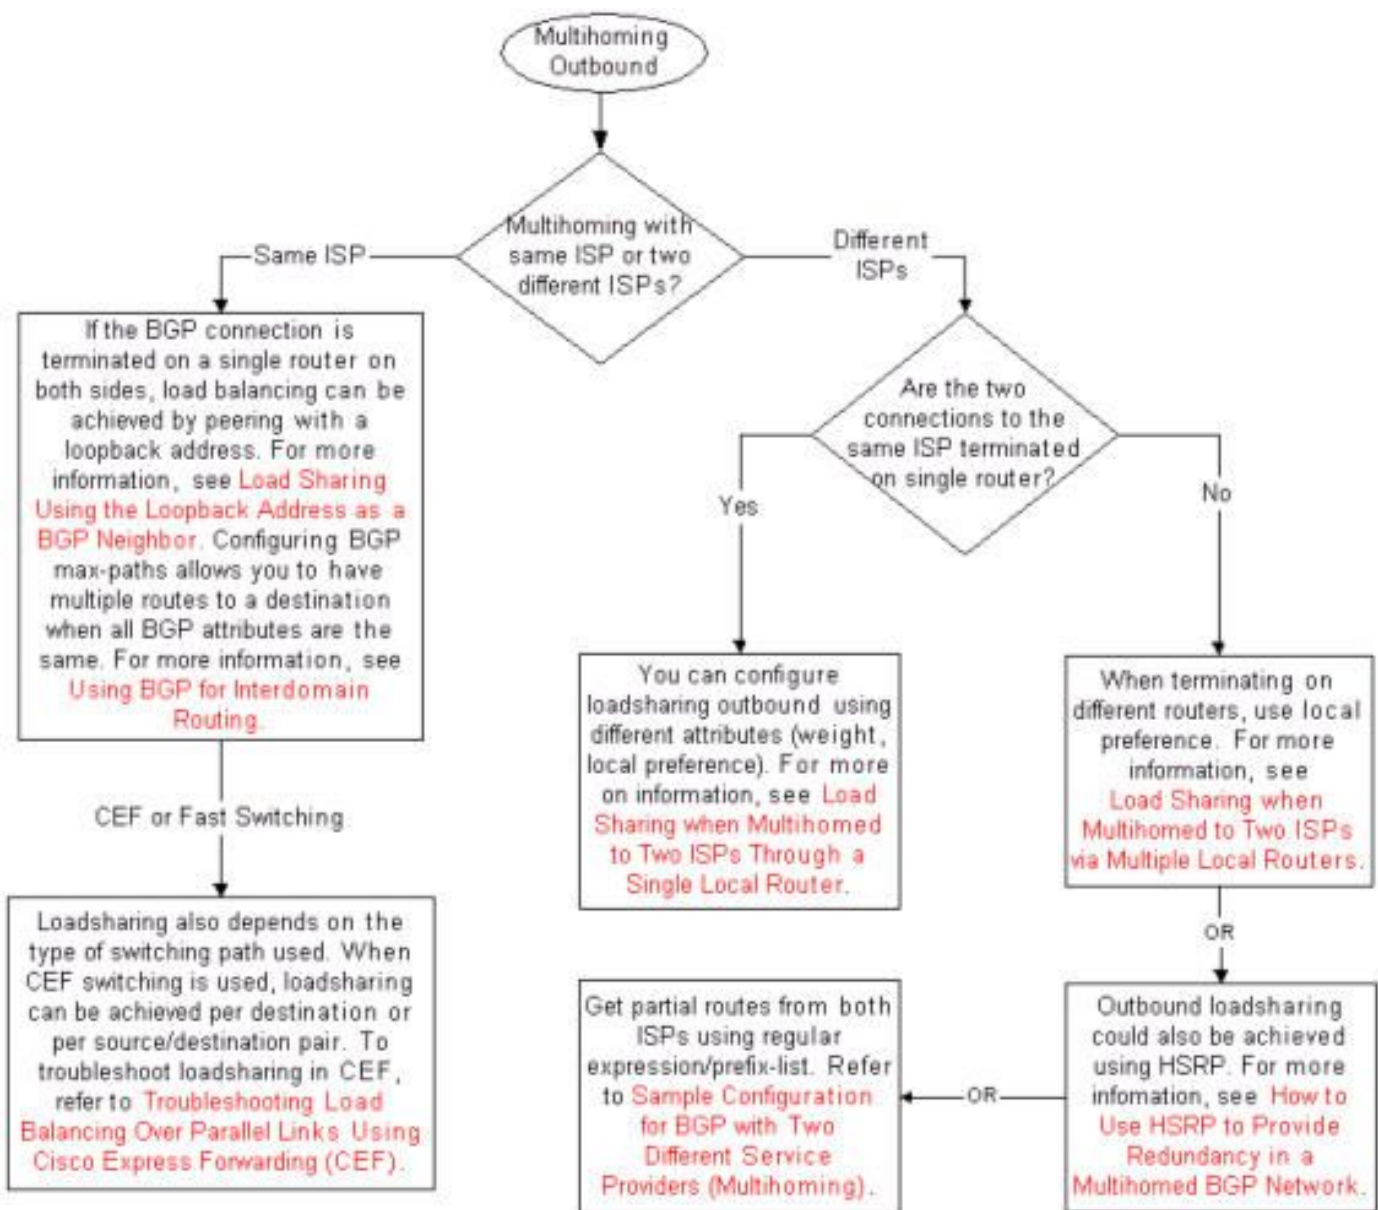 Multihoming
Outbound
Multihoming with
same ISP or two
different ISPs?
Same ISP
Different
ISPs
If the BGP connection is
terminated on a single router on
both sides, load balancing can be
achieved by peering with a
loopback address. For more
information, see Load Sharing
Using the Loopback Address as a
BGP Neighbor. Configuring BGP
max-paths allows you to have
multiple routes to a destination
when all BGP attributes are the
same. For more information, see
Using BGP for Interdomain
Routing.
CEF or Fast Switching
Loadsharing also depends on the
type of switching path used. When
CEF switching is used, loadsharing
can be achieved per destination or
per source/destination pair. To
troubleshoot loadsharing in CEF,
refer to Troubleshooting Load
Balancing Over Parallel Links Using
Cisco Express Forwarding (CEF).
Are the two
connections to the
same ISP terminated
on single router?
Yes
No
You can configure
loadsharing outbound using
different attributes (weight,
local preference). For more
on information, see Load
Sharing when Multihomed
to Two ISPs Through a
Single Local Router.
When terminating on
different routers, use local
preference. For more
information, see
Load Sharing when
Multihomed to Two ISPs
via Multiple Local Routers.
OR
Outbound loadsharing
could also be achieved
using HSRP. For more
infomation, see How to
Use HSRP to Provide
Redundancy in a
Multihomed BGP Network.
OR
Get partial routes from both
ISPs using regular
expression/prefix-list. Refer
to Sample Configuration
for BGP with Two
Different Service
Providers (Multihoming).